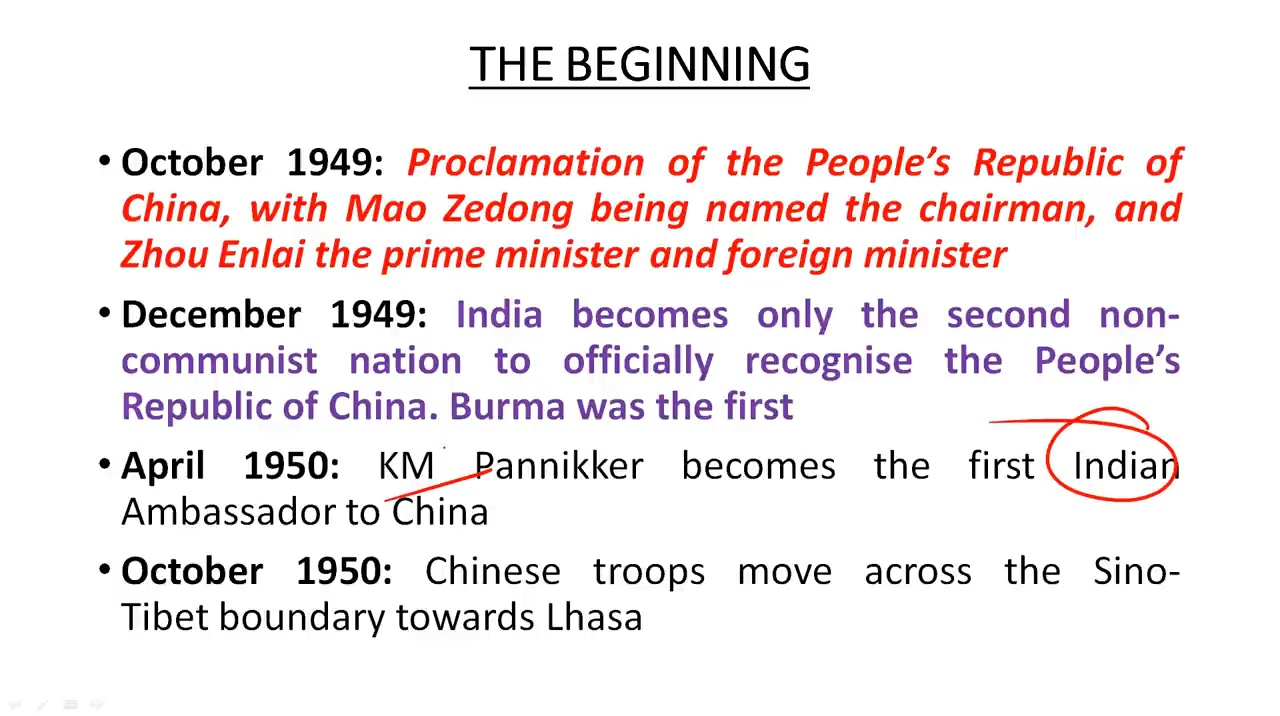 THE BEGINNING
• October 1949: Proclamation of the People’s Republic of
China, with Mao Zedong being named the chairman, and
Zhou Enlai the prime minister and foreign minister
• December 1949: India becomes only the second non-
communist nation to officially recognise the People’s
Republic of China. Burma was the first
• April 1950: KM Pannikker becomes the first Indian
Ambassador to China
• October 1950: Chinese troops move across the Sino-
Tibet boundary towards Lhasa